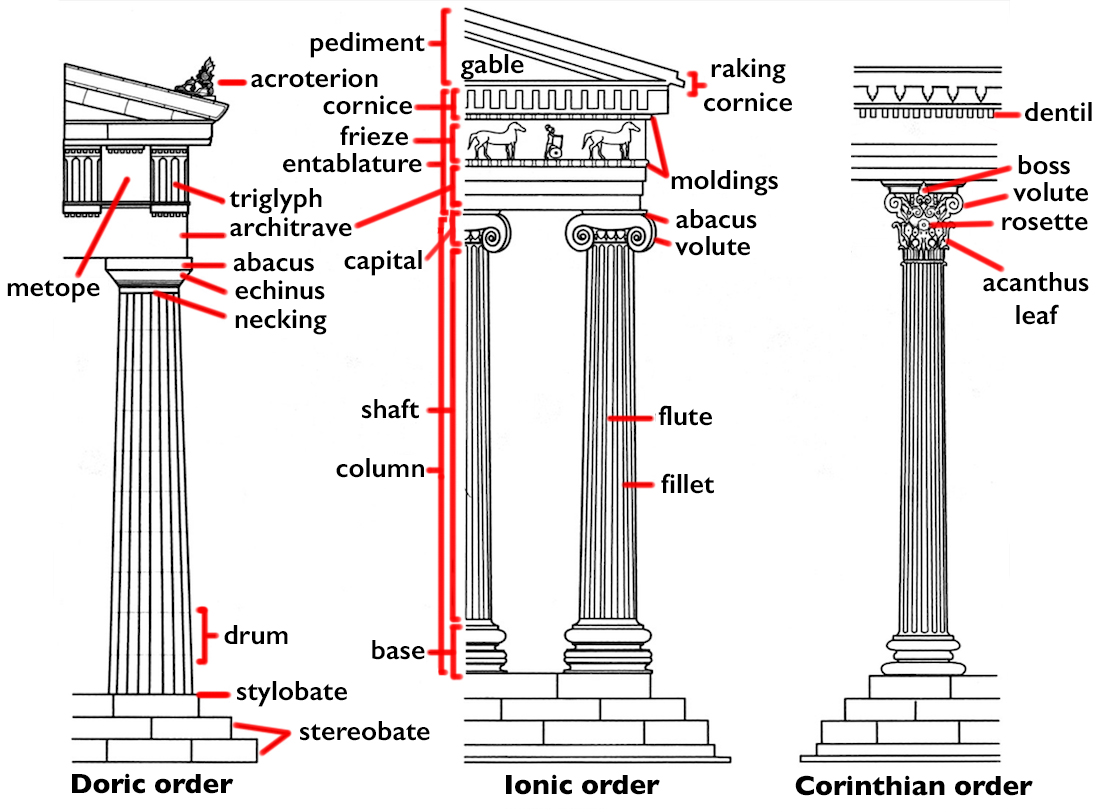 pediment
gable
raking
cornice
acroterion
cornice
frieze
entablature
moldings
dentil
triglyph
architrave
abacus
volute
capital
boss
volute
rosette
acanthus
leaf
metope
abacus
echinus
necking
shaft
column
flute
fillet
drum
base
stylobate
stereobate
Doric order
Ionic order
Corinthian order